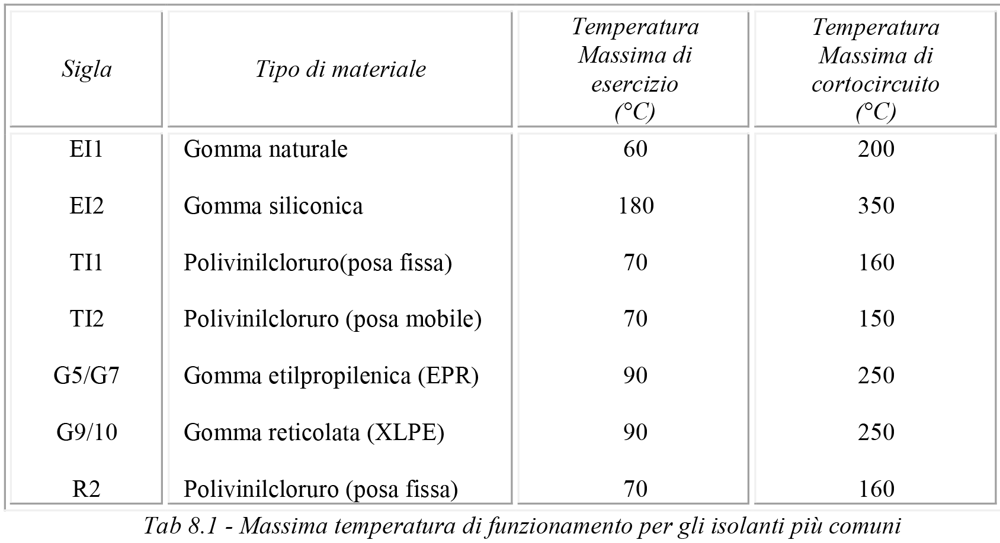 Sigla
Tipo di materiale
Temperatura
Massima di
esercizio
(°C)
Temperatura
Massima di
cortocircuito
(°C)
EI1 Gomma naturale 60 200
EI2 Gomma siliconica 180 350
TI1 Polivinilcloruro(posa fissa) 70 160
TI2 Polivinilcloruro (posa mobile) 70 150
G5/G7 Gomma etilpropilenica (EPR) 90 250
G9/10 Gomma reticolata (XLPE) 90 250
R2 Polivinilcloruro (posa fissa) 70 160
Tab 8.1 - Massima temperatura di funzionamento per gli isolanti più comuni